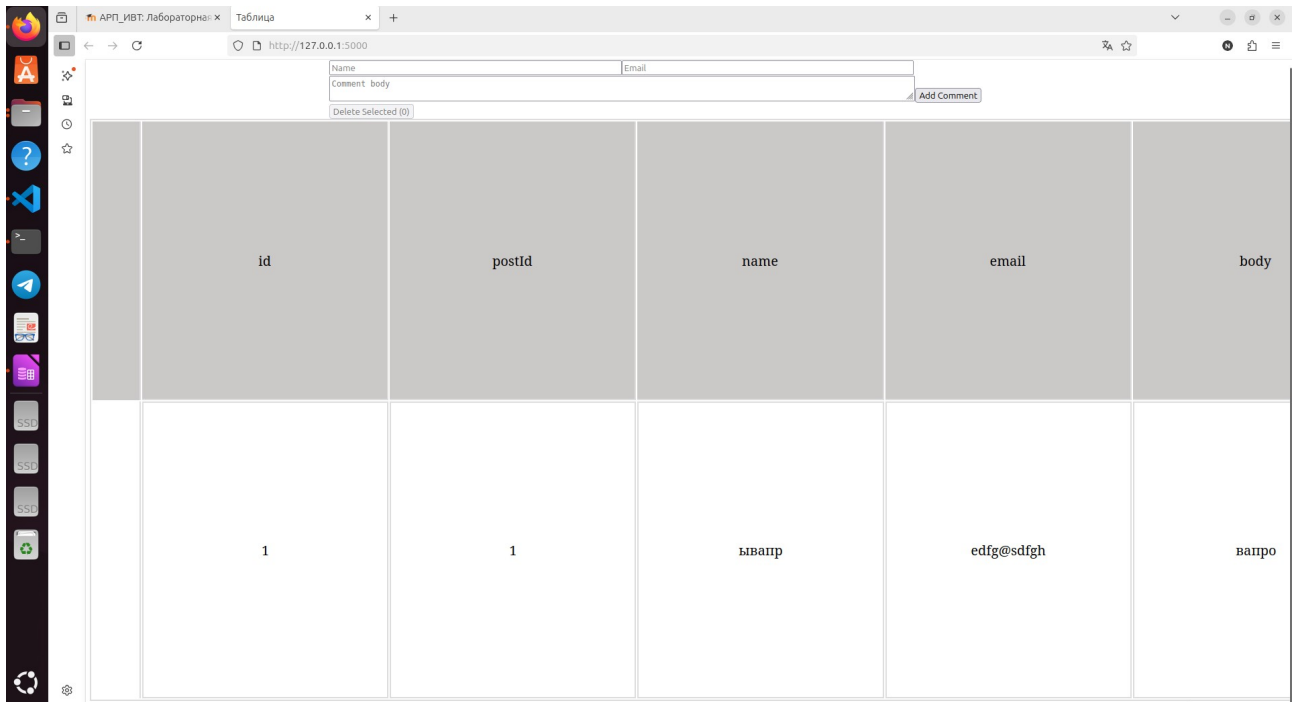 АРП_ИВТ: Лабораторная
Таблица
http://127.0.0.1:5000
Name Email
Comment body
Add Comment
Delete Selected (0)
id postId name email body
1 1 ывапр edfg@sdfgh вапро
SSD
SSD
SSD